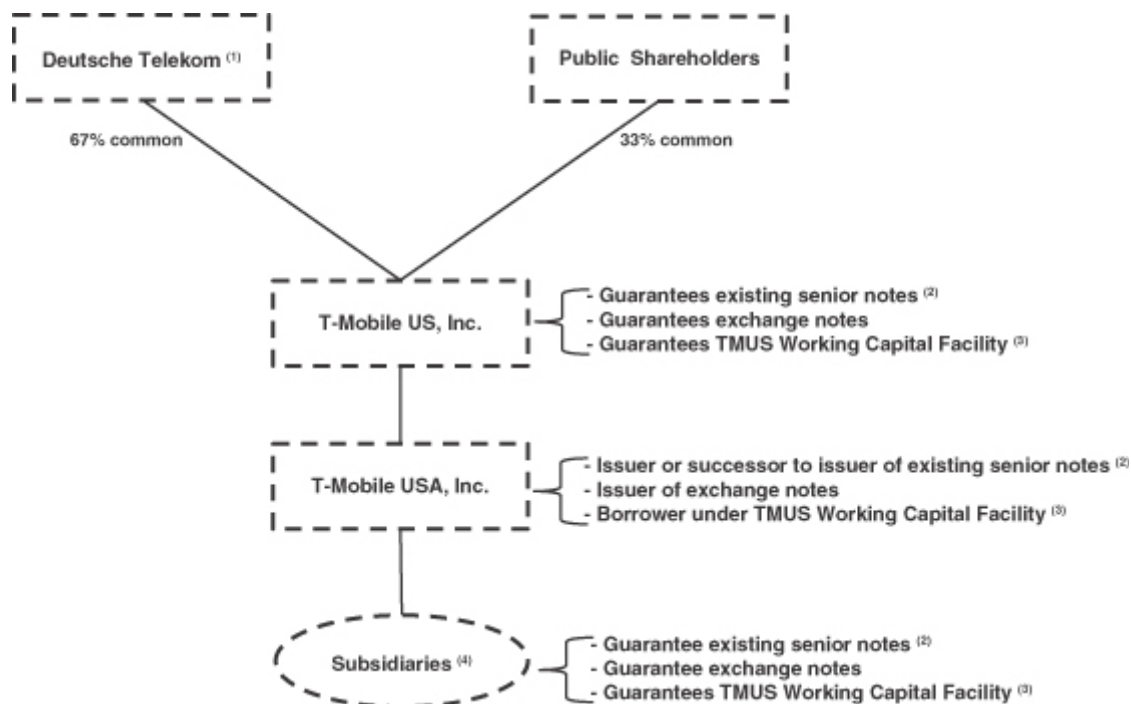 Deutsche Telekom (1)
Public Shareholders
67% common
33% common
T-Mobile US, Inc.
- Guarantees existing senior notes (2)
- Guarantees exchange notes
- Guarantees TMUS Working Capital Facility (3)
T-Mobile USA, Inc.
- Issuer or successor to issuer of existing senior notes (2)
- Issuer of exchange notes
- Borrower under TMUS Working Capital Facility (3)
Subsidiaries (4)
- Guarantee existing senior notes (2)
- Guarantee exchange notes
- Guarantees TMUS Working Capital Facility (3)